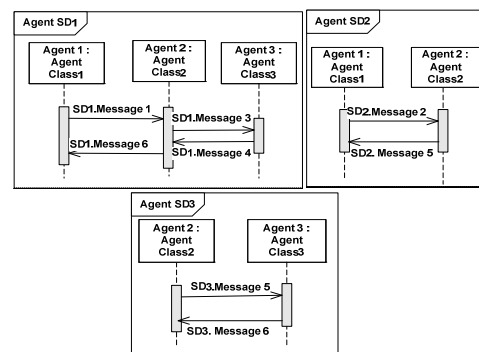 Agent SD1
Agent 1 :
Agent
Class1
Agent 2 :
Agent
Class2
Agent 3 :
Agent
Class3
SD1.Message 1
SD1.Message 3
SD1.Message 6
SD1.Message 4
Agent SD2
Agent 1 :
Agent
Class1
Agent 2 :
Agent
Class2
SD2.Message 2
SD2. Message 5
Agent SD3
Agent 2 :
Agent
Class2
Agent 3 :
Agent
Class3
SD3.Message 5
SD3. Message 6